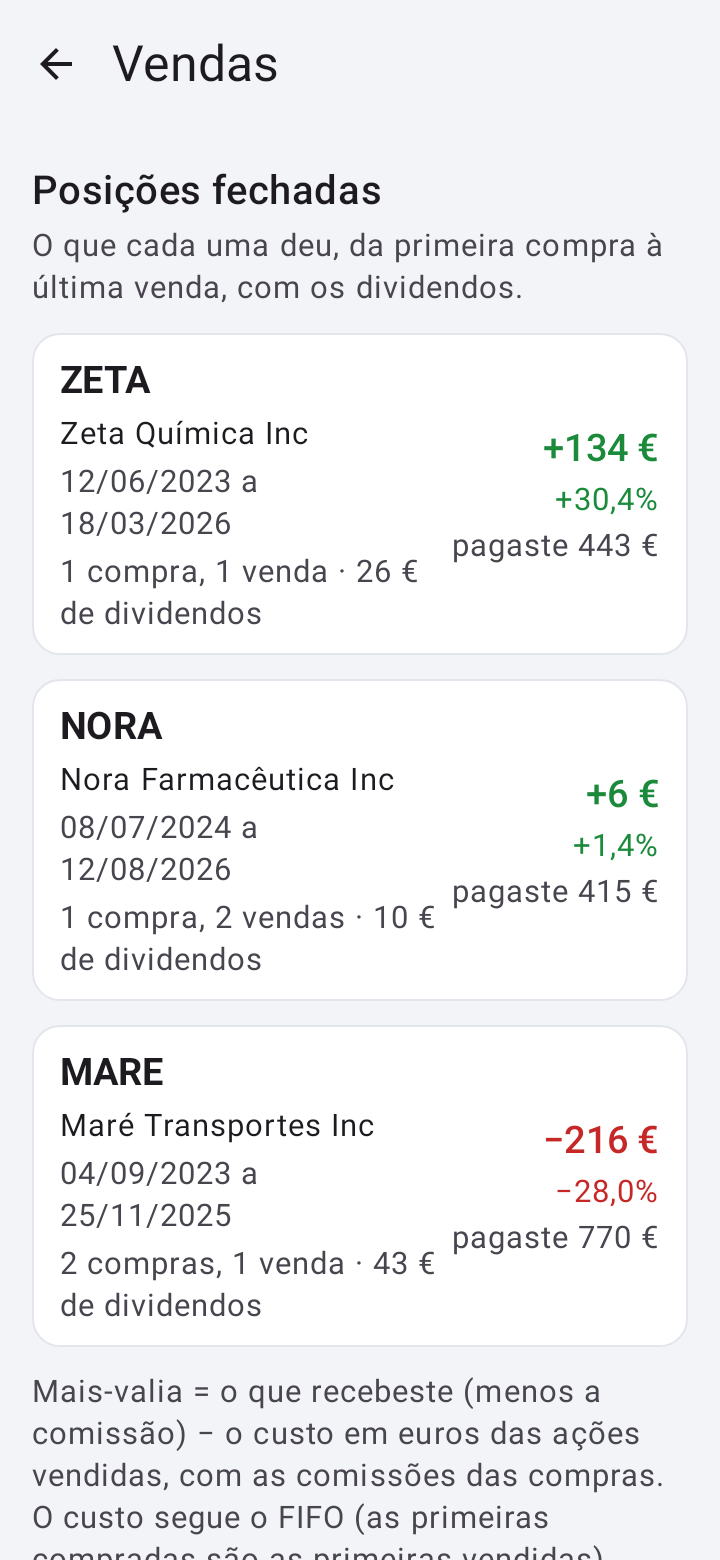 Vendas
Posições fechadas
O que cada uma deu, da primeira compra à
última venda, com os dividendos.
ZETA
Zeta Química Inc
12/06/2023 a
18/03/2026
1 compra, 1 venda · 26 €
de dividendos
+134 €
+30,4%
pagaste 443 €
NORA
Nora Farmacêutica Inc
08/07/2024 a
12/08/2026
1 compra, 2 vendas · 10 €
de dividendos
+6 €
+1,4%
pagaste 415 €
MARE
Maré Transportes Inc
04/09/2023 a
25/11/2025
2 compras, 1 venda · 43 €
de dividendos
−216 €
−28,0%
pagaste 770 €
Mais-valia = o que recebeste (menos a
comissão) − o custo em euros das ações
vendidas, com as comissões das compras.
O custo segue o FIFO (as primeiras
compradas são as primeiras vendidas)